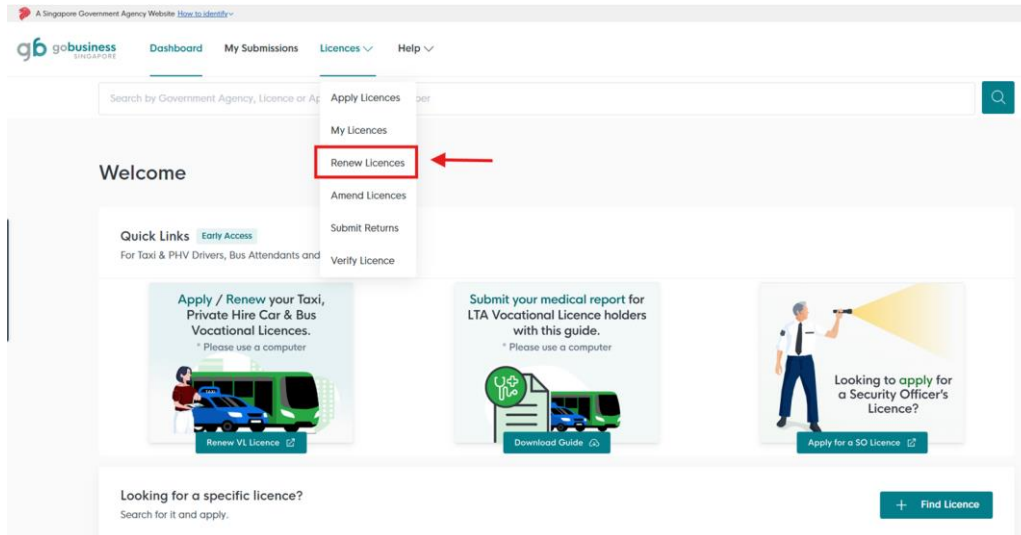 A Singapore Government Agency Website How to identify
gobusiness
SINGAPORE
Dashboard My Submissions Licences Help
Search by Government Agency, Licence or Ap
Apply Licences
My Licences
Renew Licences
Amend Licences
Submit Returns
Verify Licence
Welcome
Quick Links Early Access
For Taxi & PHV Drivers, Bus Attendants and
Apply / Renew your Taxi,
Private Hire Car & Bus
Vocational Licences.
* Please use a computer
TAXI
Renew VL Licence
Submit your medical report for
LTA Vocational Licence holders
with this guide.
* Please use a computer
Download Guide
Looking to apply for
a Security Officer's
Licence?
Apply for a SO Licence
Looking for a specific licence?
Search for it and apply.
+ Find Licence